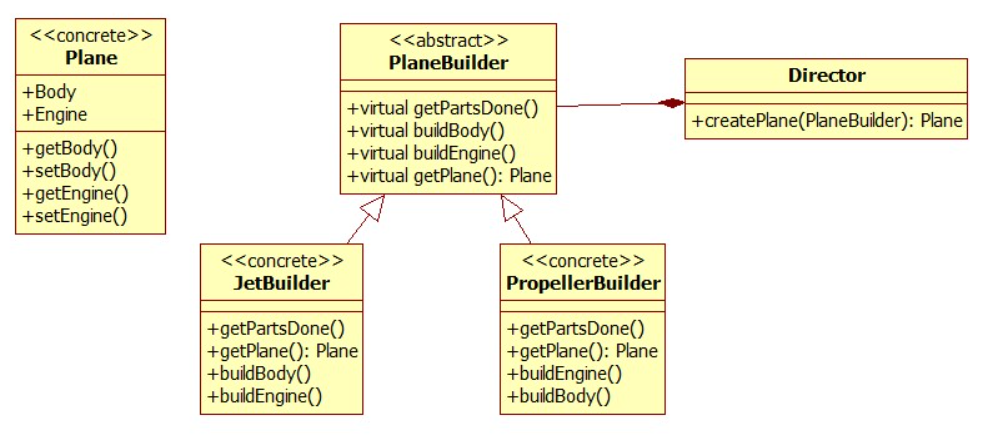 <<concrete>>
Plane
+Body
+Engine
+getBody()
+setBody()
+getEngine()
+setEngine()
<<abstract>>
PlaneBuilder
+virtual getPartsDone()
+virtual buildBody()
+virtual buildEngine()
+virtual getPlane(): Plane
Director
+createPlane(PlaneBuilder): Plane
<<concrete>>
JetBuilder
+getPartsDone()
+getPlane(): Plane
+buildBody()
+buildEngine()
<<concrete>>
PropellerBuilder
+getPartsDone()
+getPlane(): Plane
+buildEngine()
+buildBody()